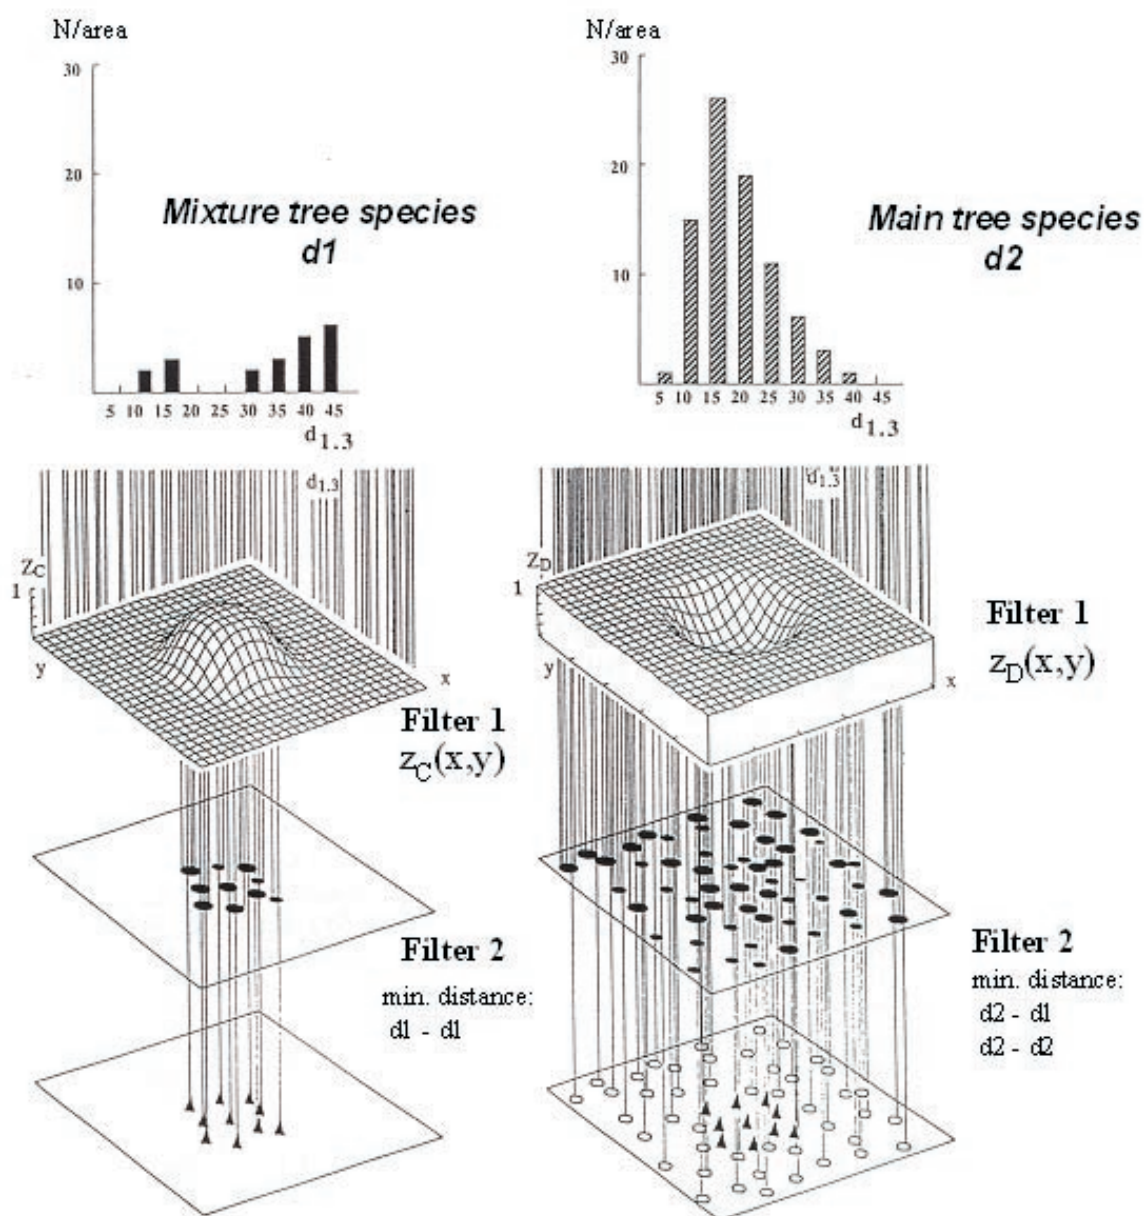 N/area
30
20
10
Mixture tree species
d1
5 10 15 20 25 30 35 40 45
d1.3
N/area
30
20
10
Main tree species
d2
5 10 15 20 25 30 35 40 45
d1.3
d1.3
ZC
1
y
x
Filter 1
zC(x,y)
d1.3
ZD
1
y
x
Filter 1
zD(x,y)
Filter 2
min. distance:
d1 - d1
Filter 2
min. distance:
d2 - d1
d2 - d2